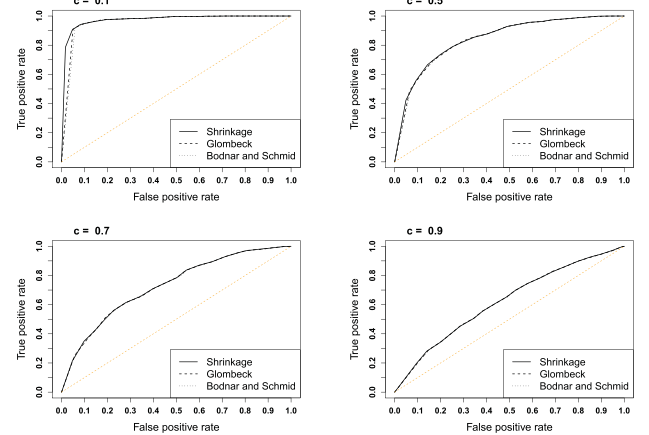 c = 0.1
c = 0.5
True positive rate
0.0 0.2 0.4 0.6 0.8 1.0
Shrinkage
Glombeck
Bodnar and Schmid
0.0 0.1 0.2 0.3 0.4 0.5 0.6 0.7 0.8 0.9 1.0
False positive rate
True positive rate
0.0 0.2 0.4 0.6 0.8 1.0
Shrinkage
Glombeck
Bodnar and Schmid
0.0 0.1 0.2 0.3 0.4 0.5 0.6 0.7 0.8 0.9 1.0
False positive rate
c = 0.7
True positive rate
0.0 0.2 0.4 0.6 0.8 1.0
Shrinkage
Glombeck
Bodnar and Schmid
0.0 0.1 0.2 0.3 0.4 0.5 0.6 0.7 0.8 0.9 1.0
False positive rate
c = 0.9
True positive rate
0.0 0.2 0.4 0.6 0.8 1.0
Shrinkage
Glombeck
Bodnar and Schmid
0.0 0.1 0.2 0.3 0.4 0.5 0.6 0.7 0.8 0.9 1.0
False positive rate